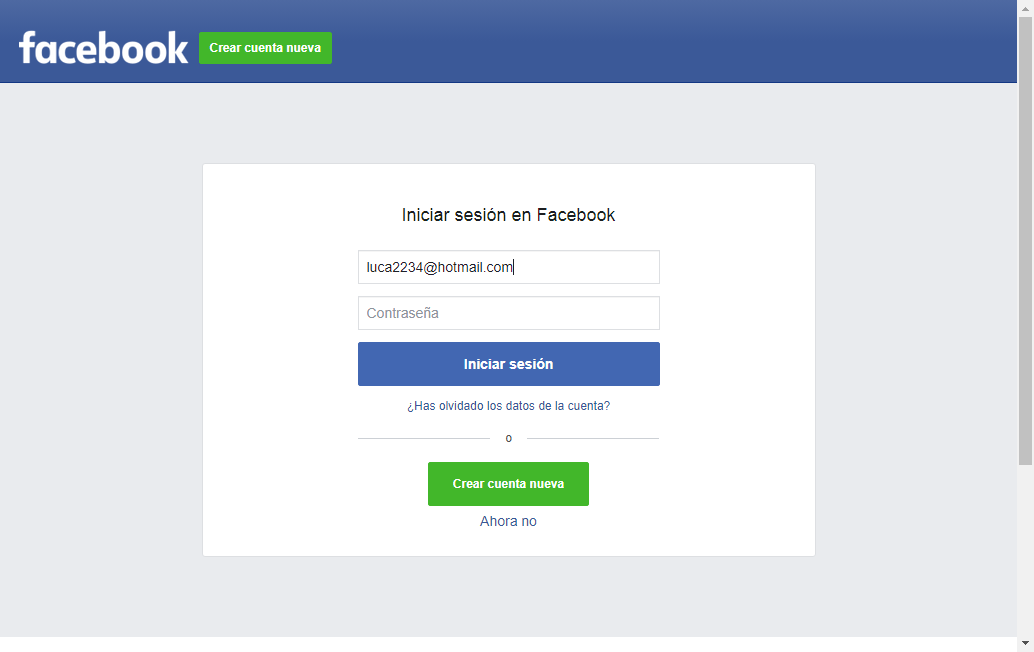 facebook Crear cuenta nueva
Iniciar sesión en Facebook
luca2234@hotmail.com
Contraseña
Iniciar sesión
¿Has olvidado los datos de la cuenta?
o
Crear cuenta nueva
Ahora no